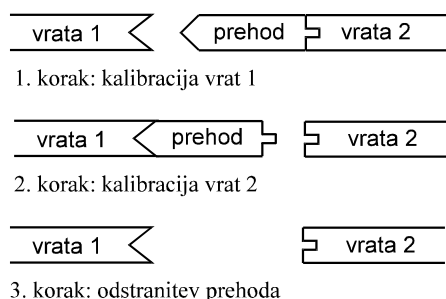 vrata 1 prehod vrata 2
1. korak: kalibracija vrat 1
vrata 1 prehod vrata 2
2. korak: kalibracija vrat 2
vrata 1 vrata 2
3. korak: odstranitev prehoda